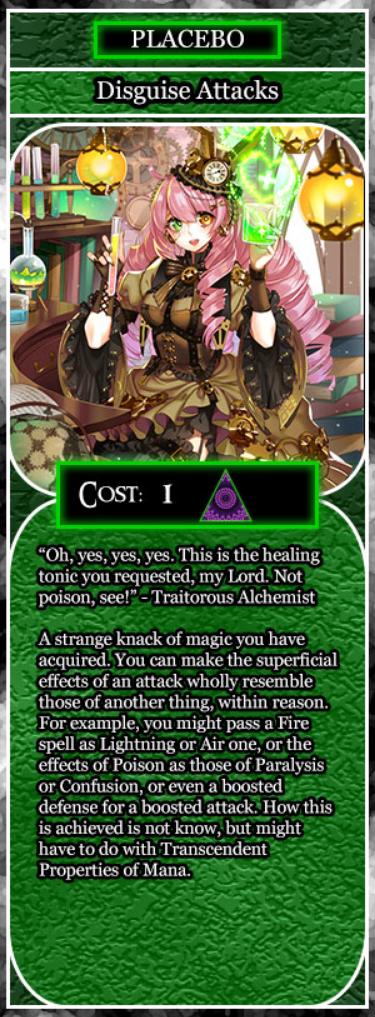 PLACEBO
Disguise Attacks
COST: 1
“Oh, yes, yes, yes. This is the healing
tonic you requested, my Lord. Not
poison, see!” - Traitorous Alchemist
A strange knack of magic you have
acquired. You can make the superficial
effects of an attack wholly resemble
those of another thing, within reason.
For example, you might pass a Fire
spell as Lightning or Air one, or the
effects of Poison as those of Paralysis
or Confusion, or even a boosted
defense for a boosted attack. How this
is achieved is not know, but might
have to do with Transcendent
Properties of Mana.